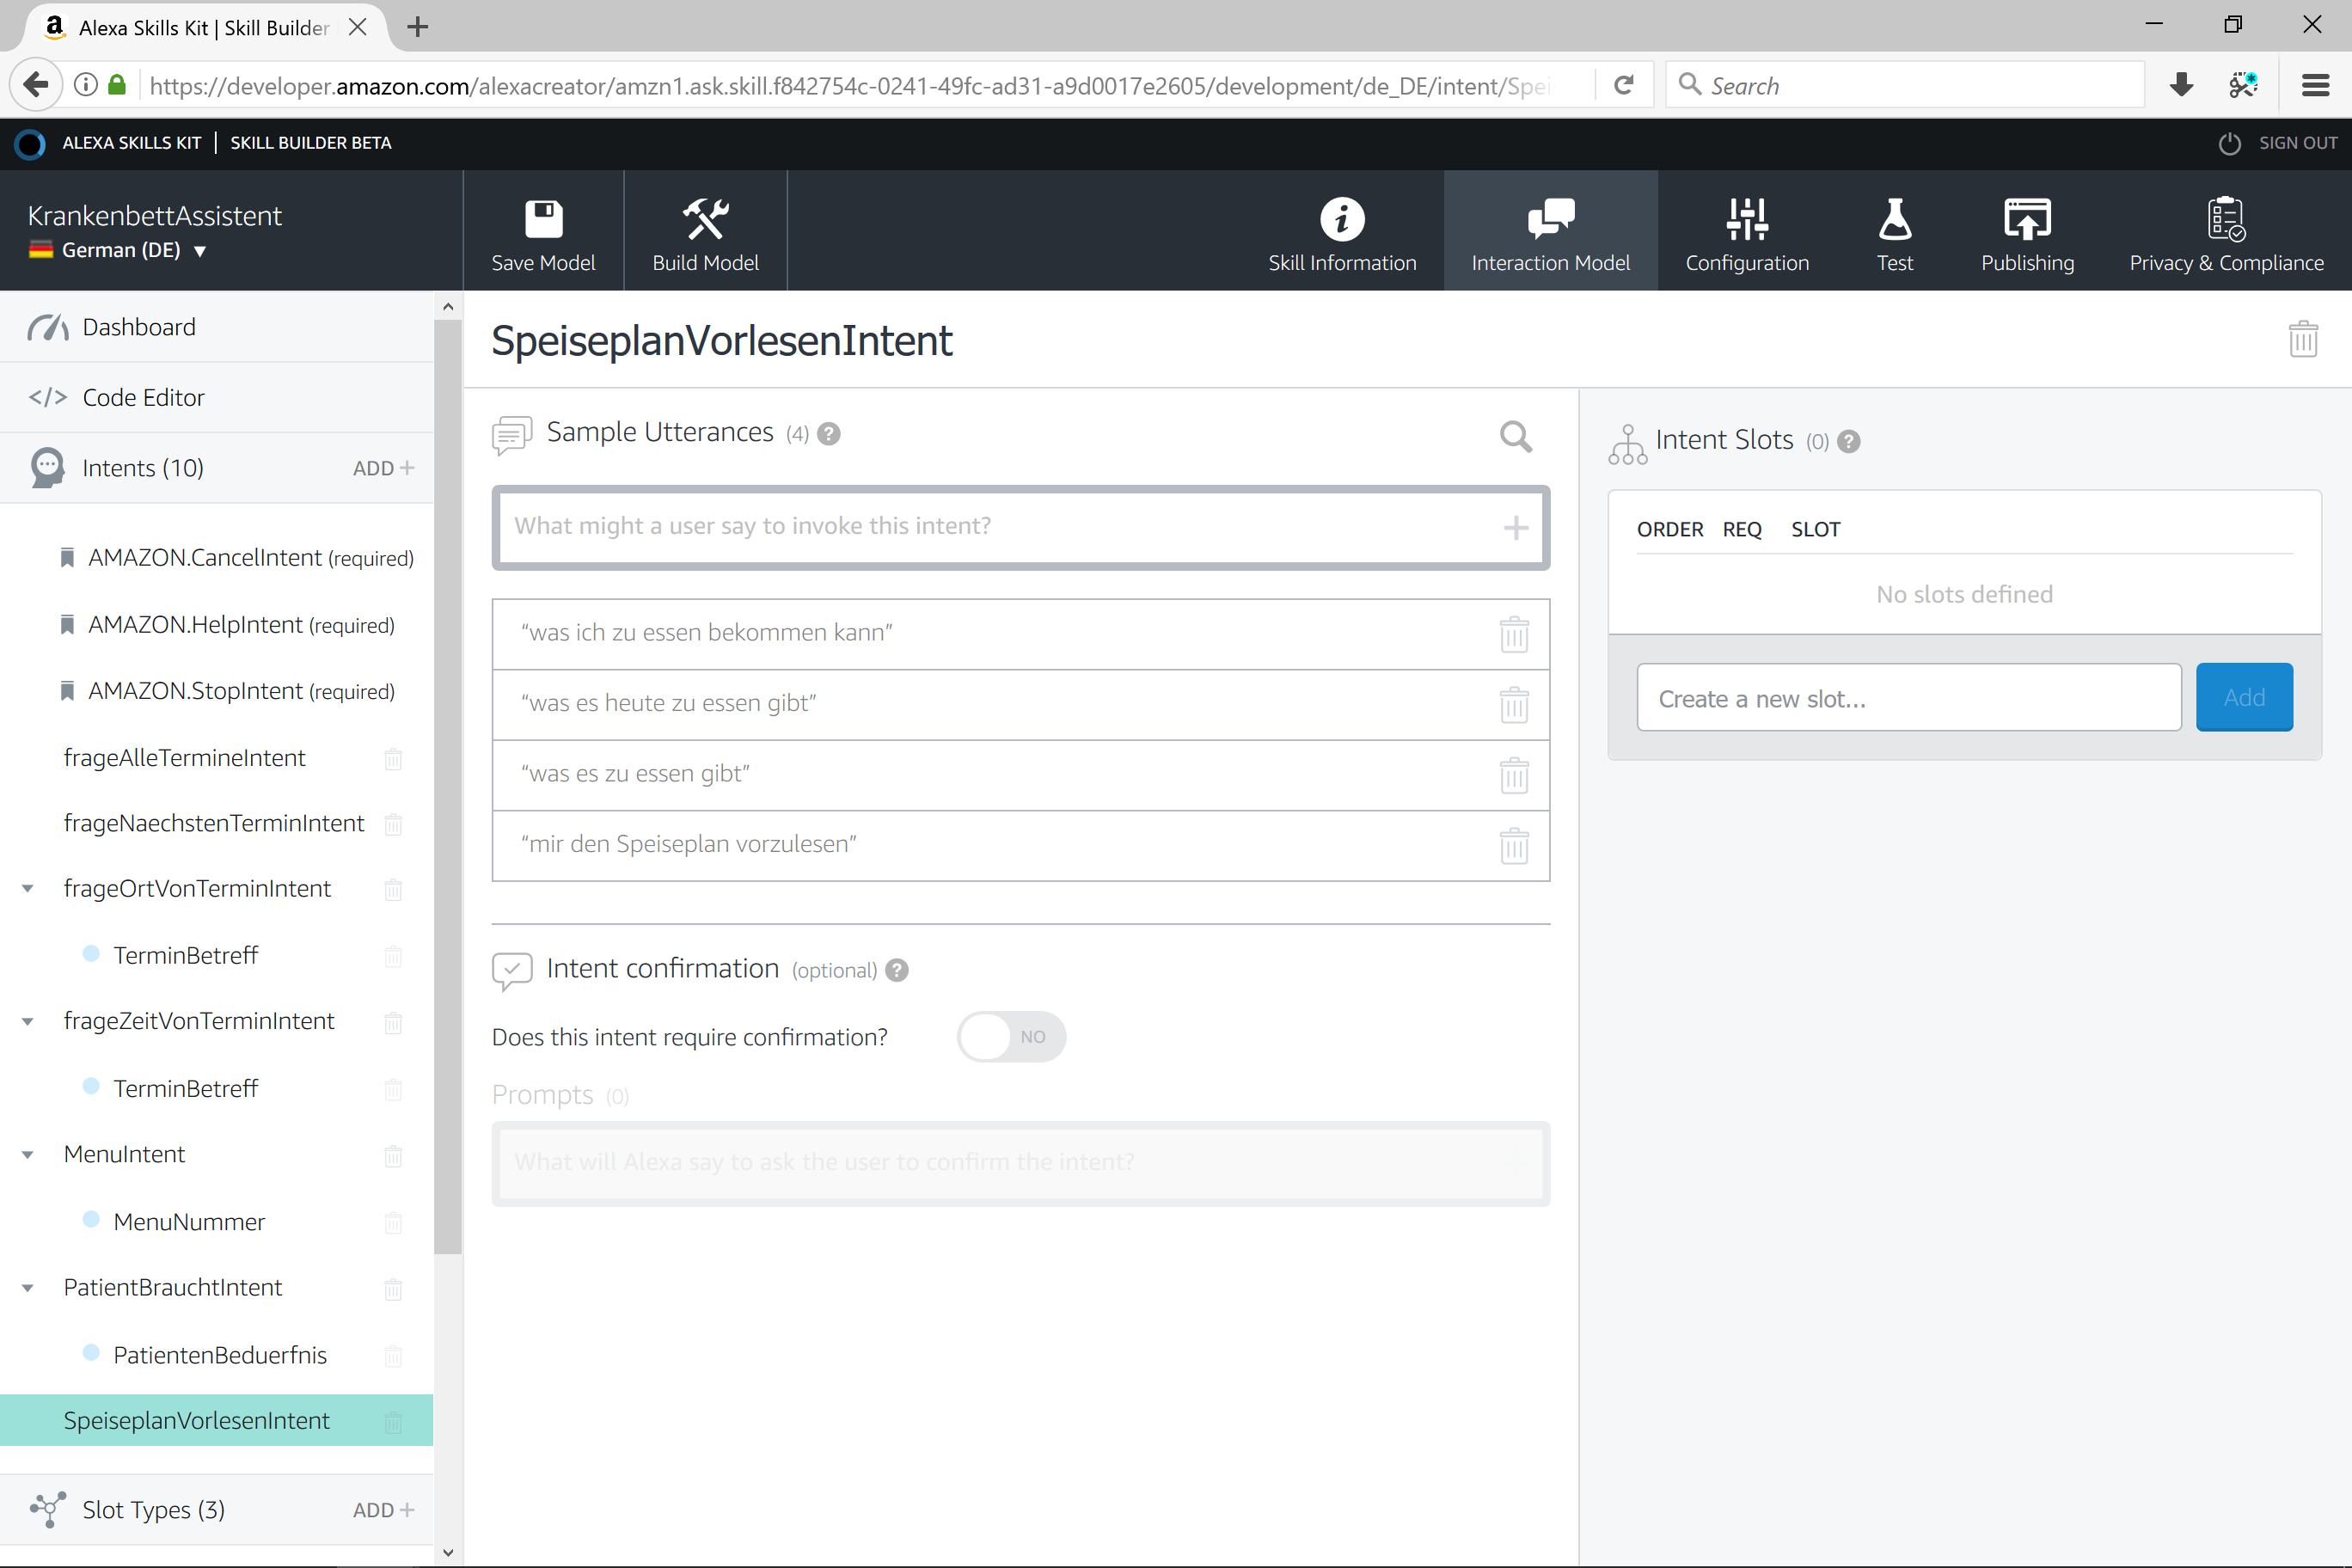 Alexa Skills Kit | Skill Builder
https://developer.amazon.com/alexacreator/amzn1.ask.skill.f842754c-0241-49fc-ad31-a9d0017e2605/development/de_DE/intent/Spei
Search
ALEXA SKILLS KIT | SKILL BUILDER BETA
SIGN OUT
KrankenbettAssistent
German (DE)
Save Model
Build Model
Skill Information
Interaction Model
Configuration
Test
Publishing
Privacy & Compliance
Dashboard
Code Editor
Intents (10) ADD +
AMAZON.CancelIntent (required)
AMAZON.HelpIntent (required)
AMAZON.StopIntent (required)
frageAlleTermineIntent
frageNaechstenTerminIntent
frageOrtVonTerminIntent
TerminBetreff
frageZeitVonTerminIntent
TerminBetreff
MenuIntent
MenuNummer
PatientBrauchtIntent
PatientenBeduerfnis
SpeiseplanVorlesenIntent
Slot Types (3) ADD +
SpeiseplanVorlesenIntent
Sample Utterances (4) ?
What might a user say to invoke this intent?
“was ich zu essen bekommen kann”
“was es heute zu essen gibt”
“was es zu essen gibt”
“mir den Speiseplan vorzulesen”
Intent confirmation (optional) ?
Does this intent require confirmation? NO
Prompts (0)
What will Alexa say to ask the user to confirm the intent?
Intent Slots (0) ?
ORDER REQ SLOT
No slots defined
Create a new slot...
Add